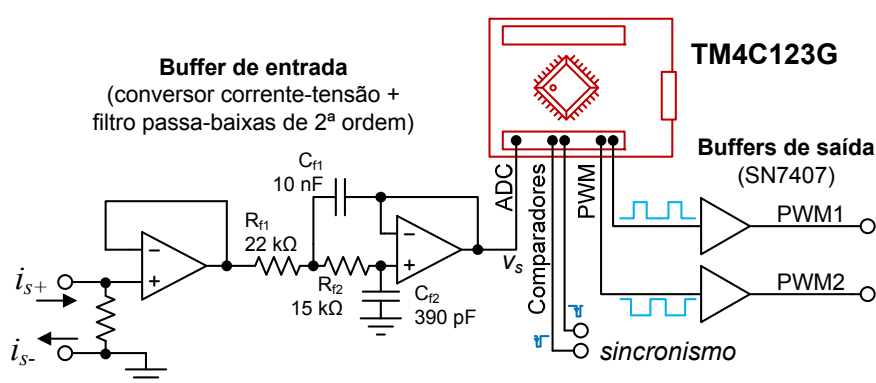 Buffer de entrada
(conversor corrente-tensão +
filtro passa-baixas de 2ª ordem)
TM4C123G
Buffers de saída
(SN7407)
Cf1
10 nF
Rf1
22 kΩ
Rf2
15 kΩ
Cf2
390 pF
is+
is-
vs
ADC
Comparadores
PWM
PWM1
PWM2
sincronismo